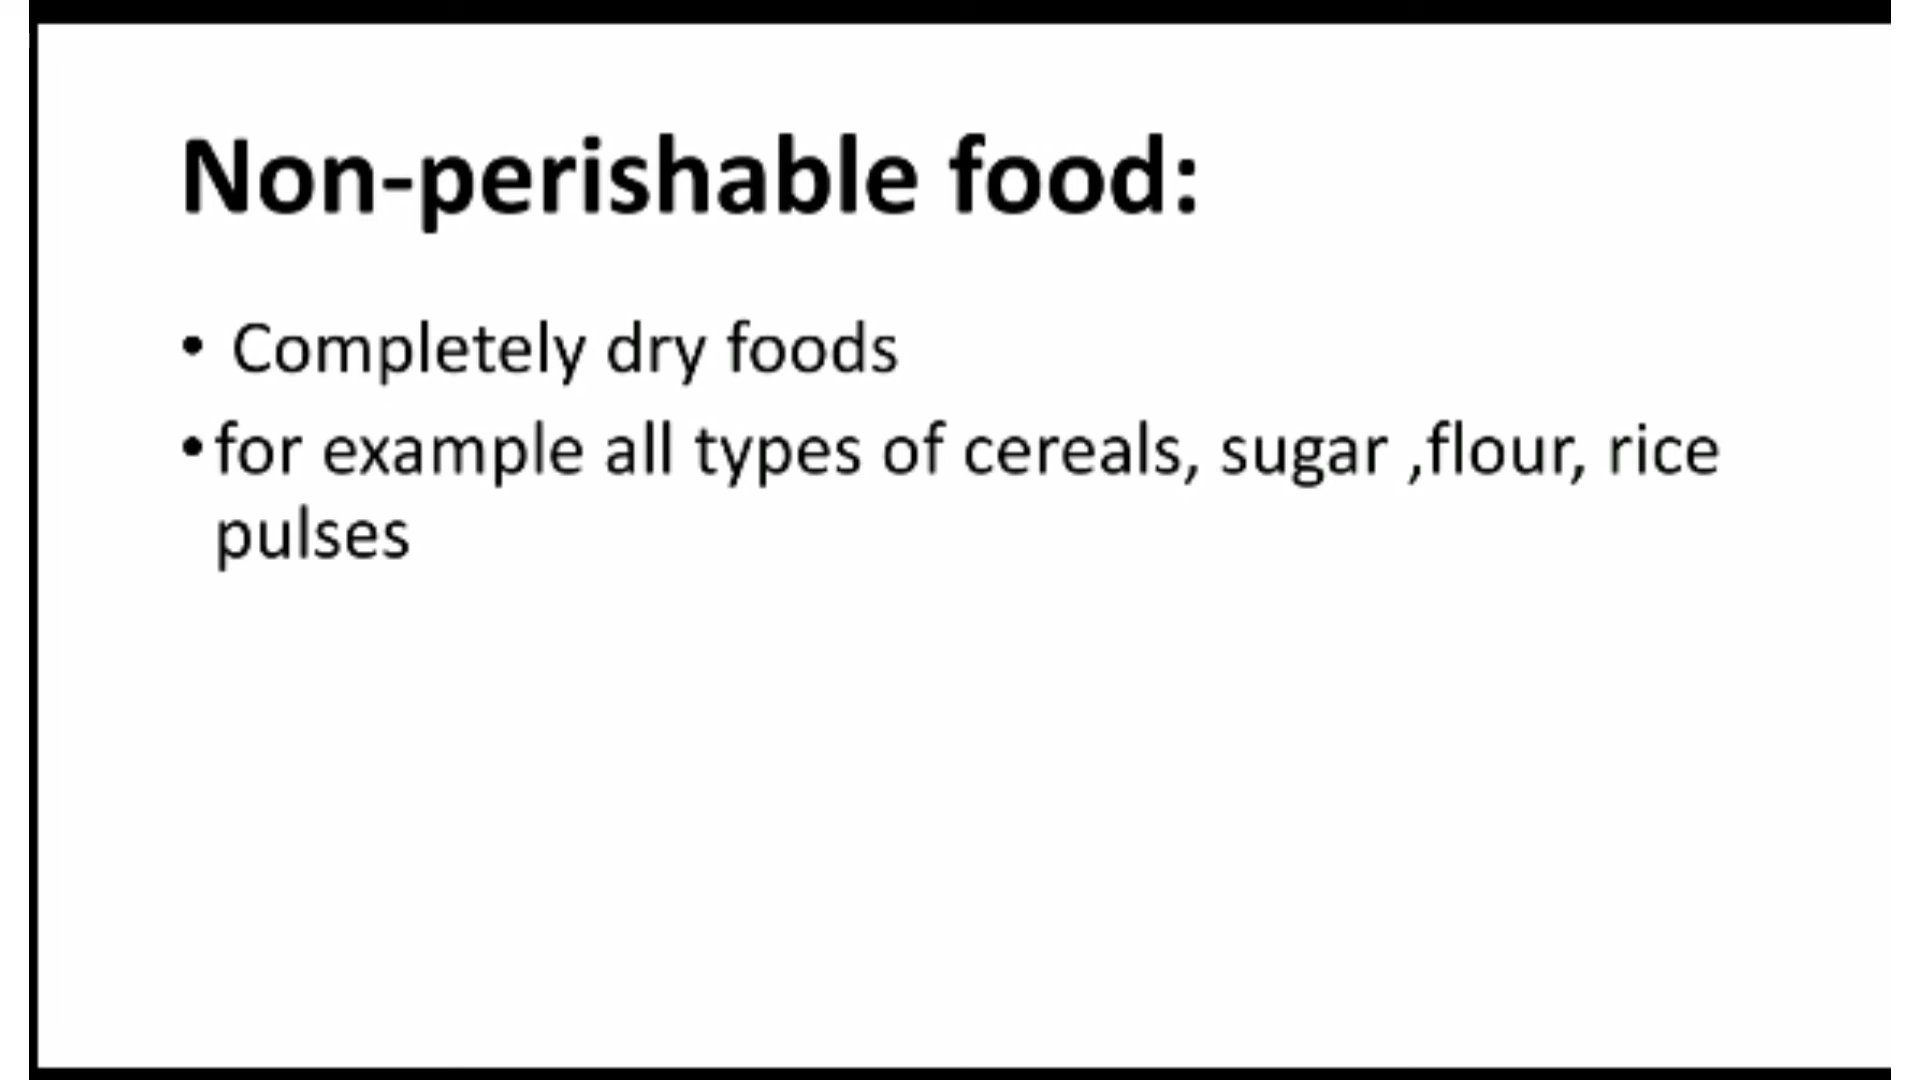 Non-perishable food:
• Completely dry foods
• for example all types of cereals, sugar ,flour, rice
pulses